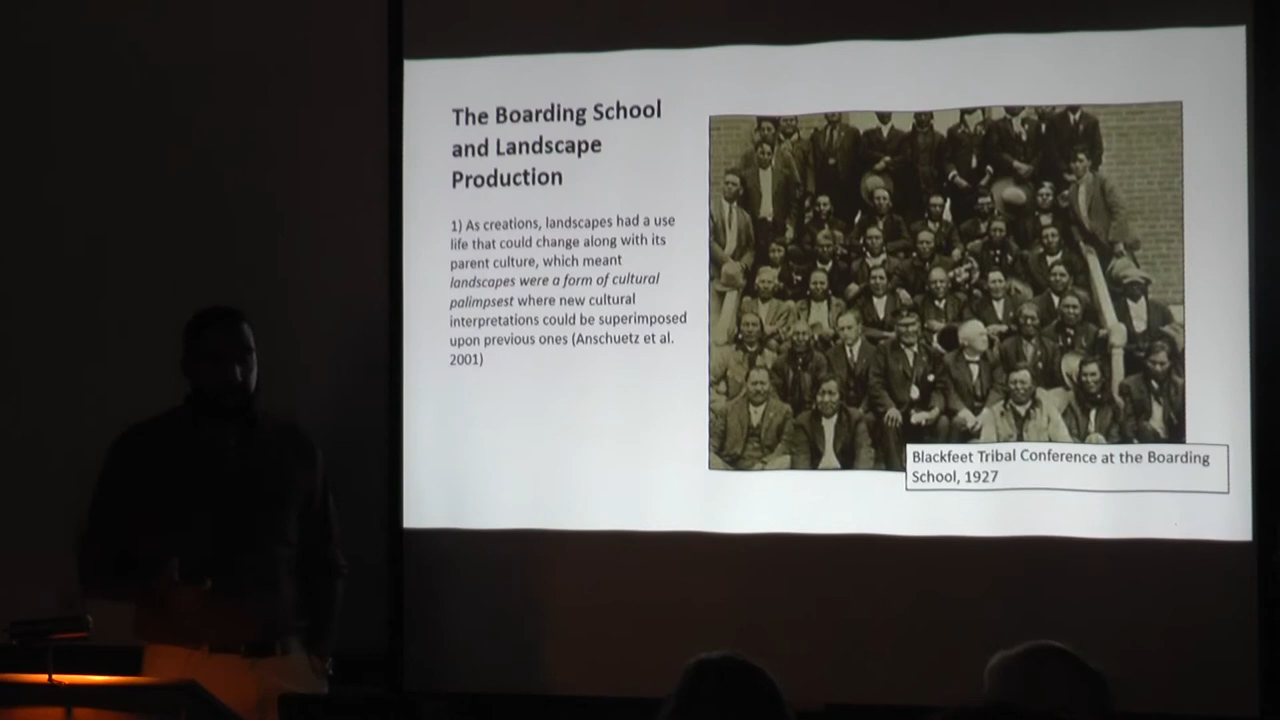 The Boarding School
and Landscape
Production
1) As creations, landscapes had a use
life that could change along with its
parent culture, which meant
landscapes were a form of cultural
palimpsest where new cultural
interpretations could be superimposed
upon previous ones (Anschuetz et al.
2001)
Blackfeet Tribal Conference at the Boarding
School, 1927